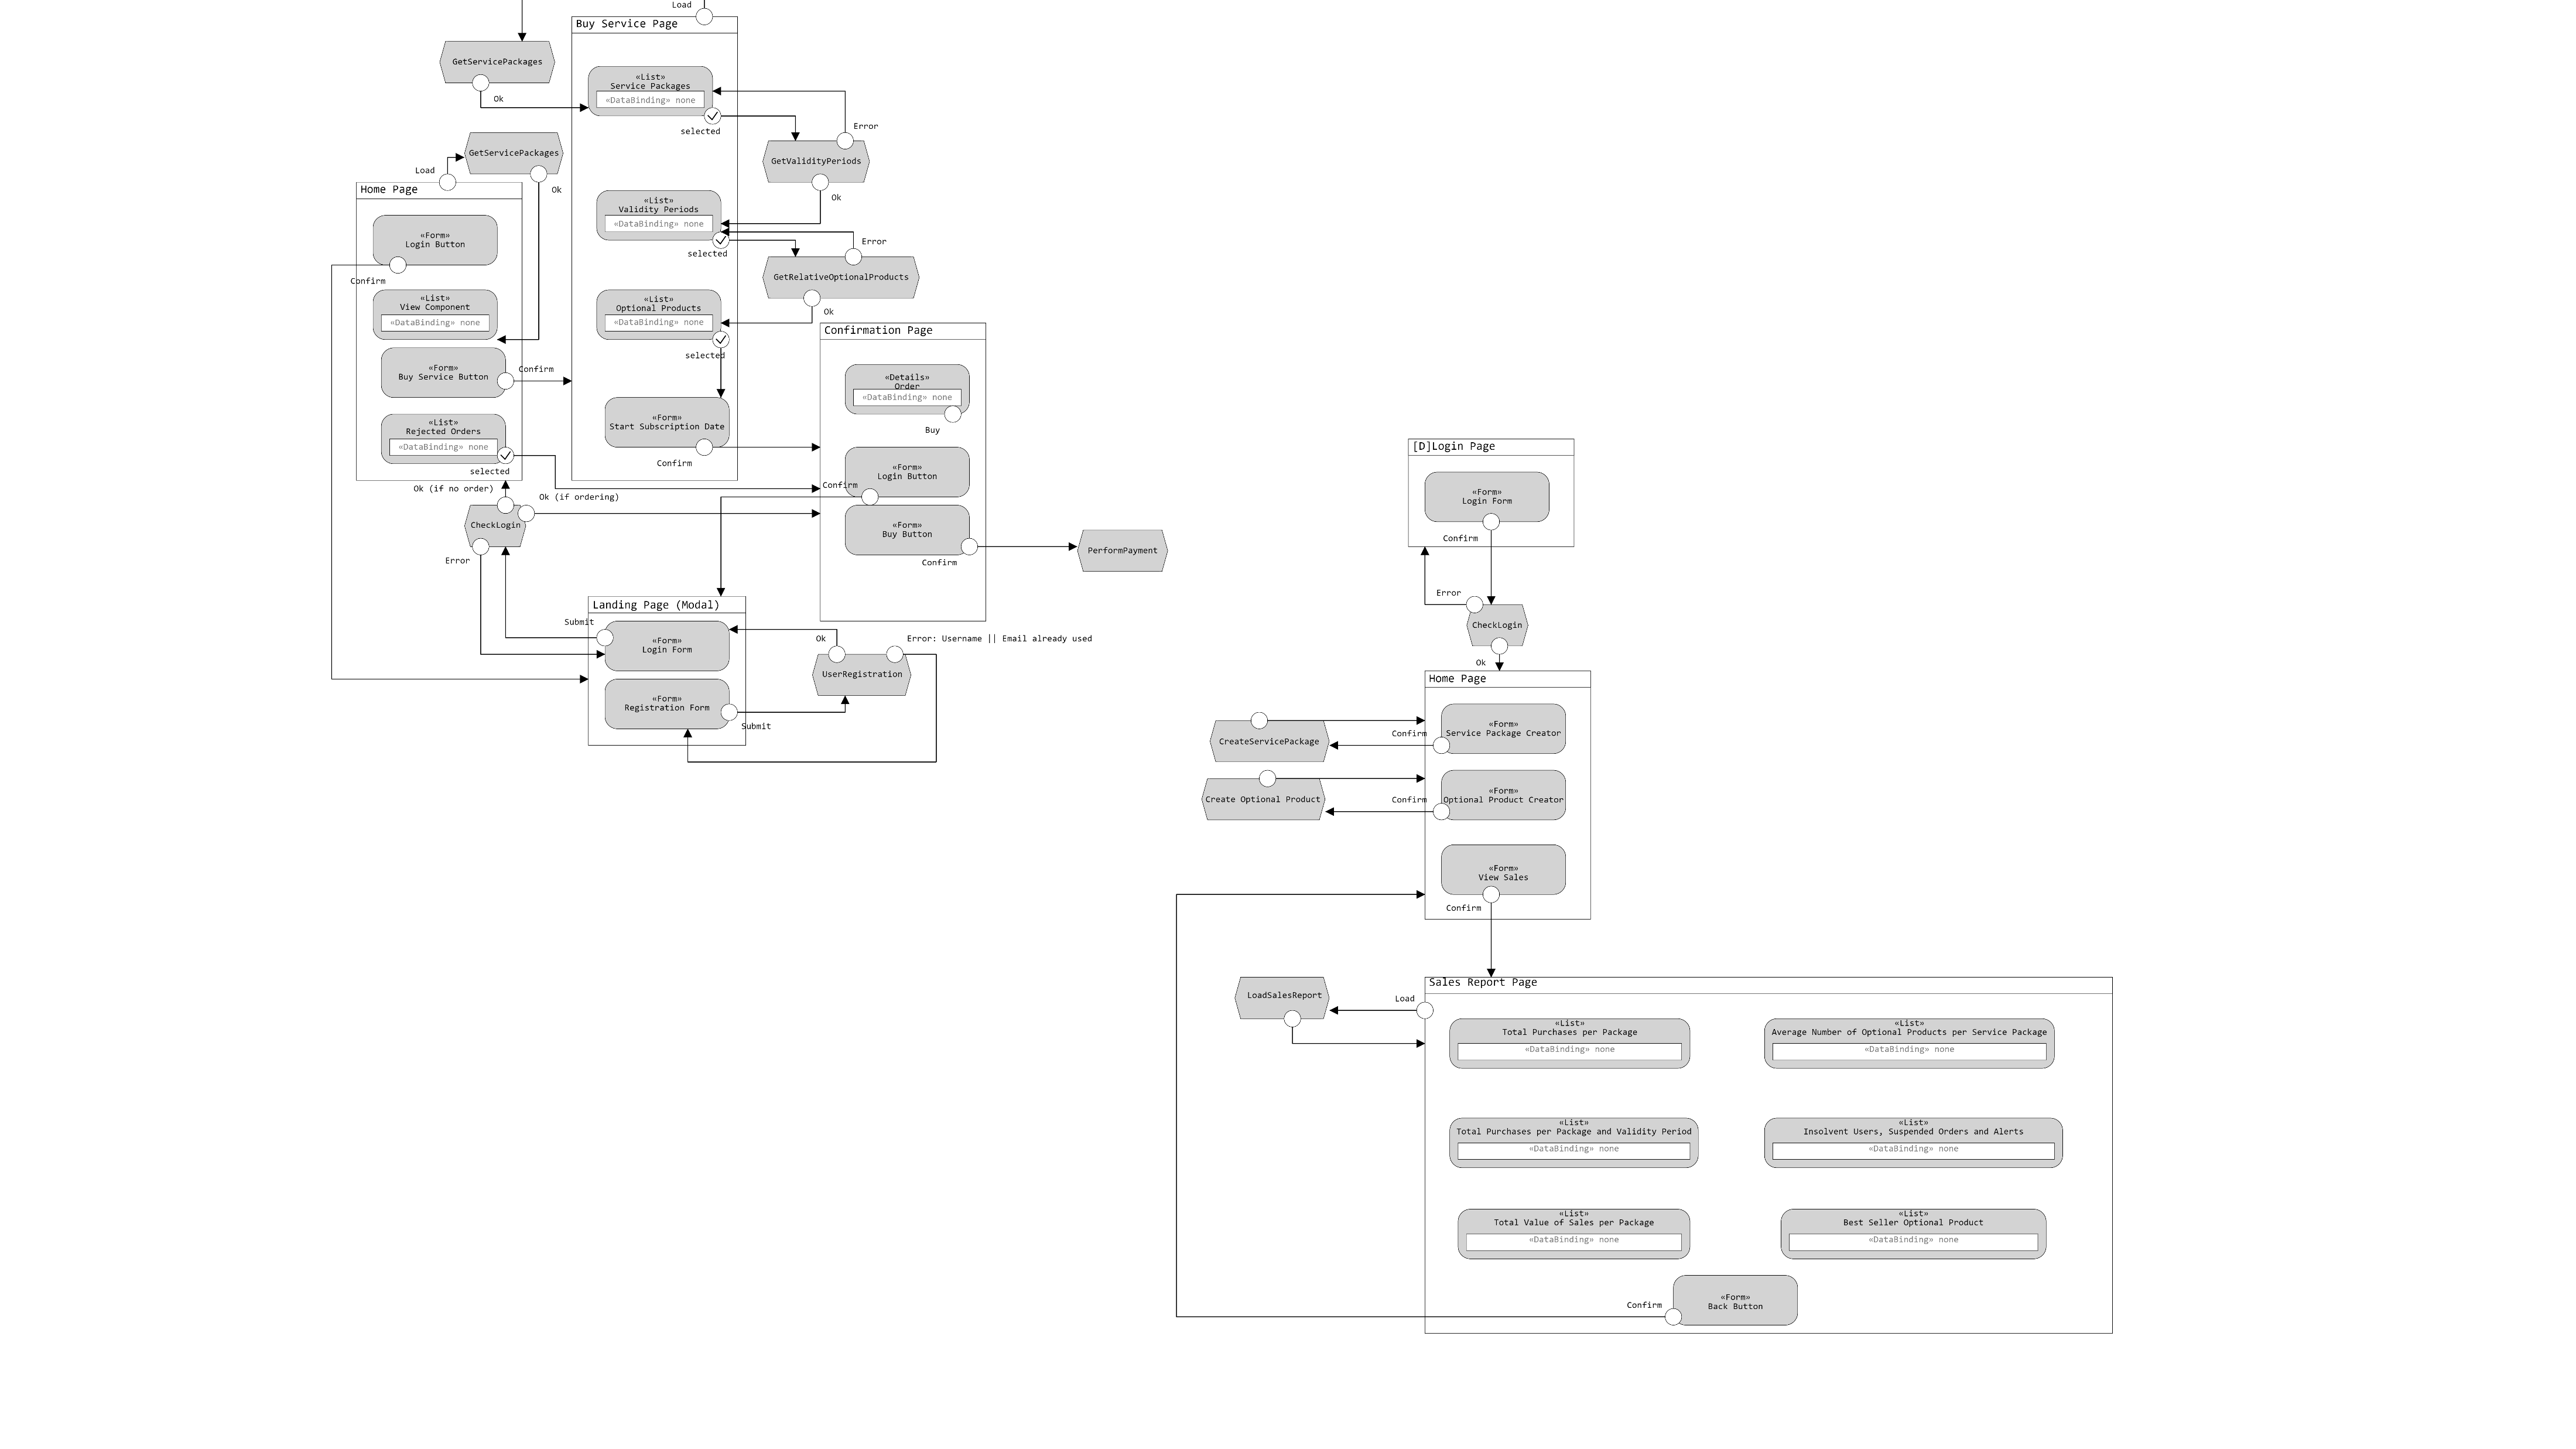 Load
Buy Service Page
GetServicePackages
Ok
«List»
Service Packages
«DataBinding» none
selected
Error
GetValidityPeriods
Ok
GetServicePackages
Load
Ok
Home Page
«Form»
Login Button
Confirm
«List»
View Component
«DataBinding» none
«Form»
Buy Service Button
Confirm
«List»
Rejected Orders
«DataBinding» none
selected
«List»
Validity Periods
«DataBinding» none
selected
Error
GetRelativeOptionalProducts
Ok
«List»
Optional Products
«DataBinding» none
selected
«Form»
Start Subscription Date
Confirm
Confirmation Page
«Details»
Order
«DataBinding» none
Buy
«Form»
Login Button
Confirm
«Form»
Buy Button
Confirm
PerformPayment
Ok (if no order)
Ok (if ordering)
CheckLogin
Error
Landing Page (Modal)
Submit
«Form»
Login Form
«Form»
Registration Form
Submit
Ok
Error: Username || Email already used
UserRegistration
[D]Login Page
«Form»
Login Form
Confirm
Error
CheckLogin
Ok
Home Page
«Form»
Service Package Creator
Confirm
CreateServicePackage
«Form»
Optional Product Creator
Confirm
Create Optional Product
«Form»
View Sales
Confirm
Sales Report Page
LoadSalesReport
Load
«List»
Total Purchases per Package
«DataBinding» none
«List»
Average Number of Optional Products per Service Package
«DataBinding» none
«List»
Total Purchases per Package and Validity Period
«DataBinding» none
«List»
Insolvent Users, Suspended Orders and Alerts
«DataBinding» none
«List»
Total Value of Sales per Package
«DataBinding» none
«List»
Best Seller Optional Product
«DataBinding» none
«Form»
Back Button
Confirm